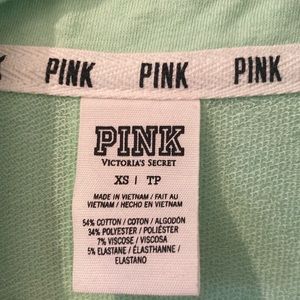 PINK PINK PINK
PINK
VICTORIA'S SECRET
XS | TP
MADE IN VIETNAM / FAIT AU
VIETNAM / HECHO EN VIETNAM
54% COTTON / COTON / ALGODÓN
34% POLYESTER / POLIÉSTER
7% VISCOSE / VISCOSA
5% ELASTANE / ÉLASTHANNE /
ELASTANO